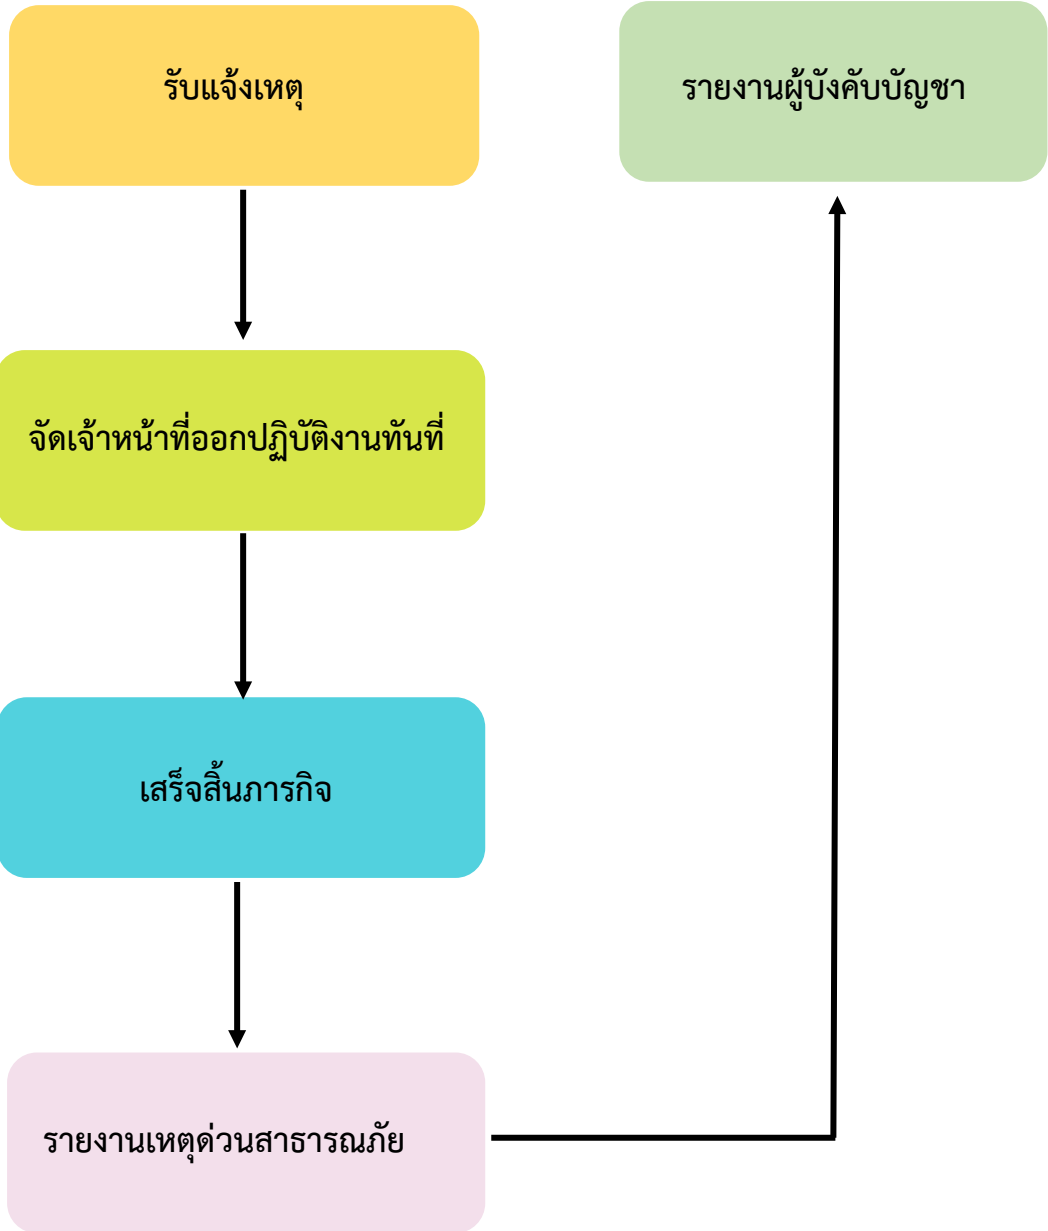 รับแจ้งเหตุ
รายงานผู้บังคับบัญชา
จัดเจ้าหน้าที่ออกปฏิบัติงานทันที่
เสร็จสิ้นภารกิจ
รายงานเหตุด่วนสาธารณภัย